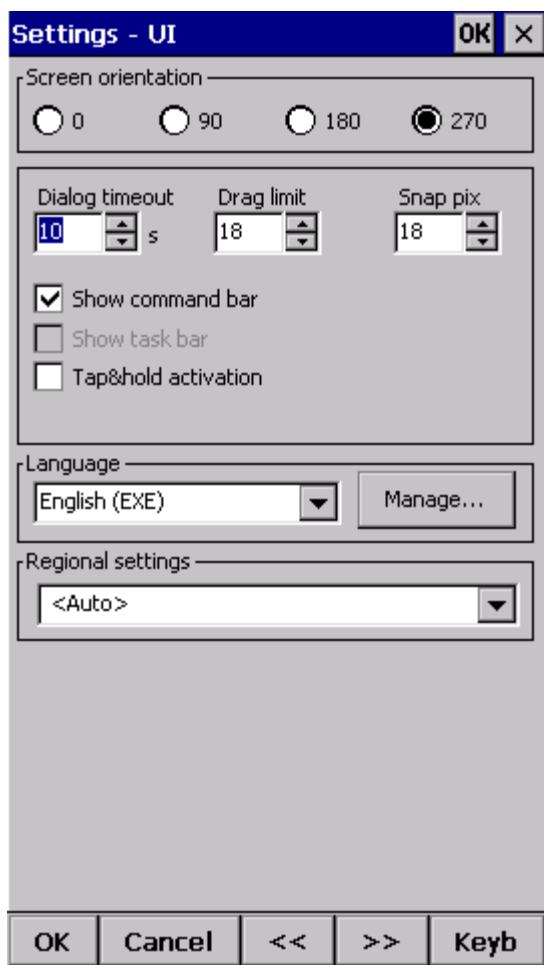 Settings - UI OK
Screen orientation
0 90 180 270
Dialog timeout Drag limit Snap pix
10 s 18 18
Show command bar
Show task bar
Tap&hold activation
Language
English (EXE) Manage...
Regional settings
<Auto>
OK Cancel << >> Keyb